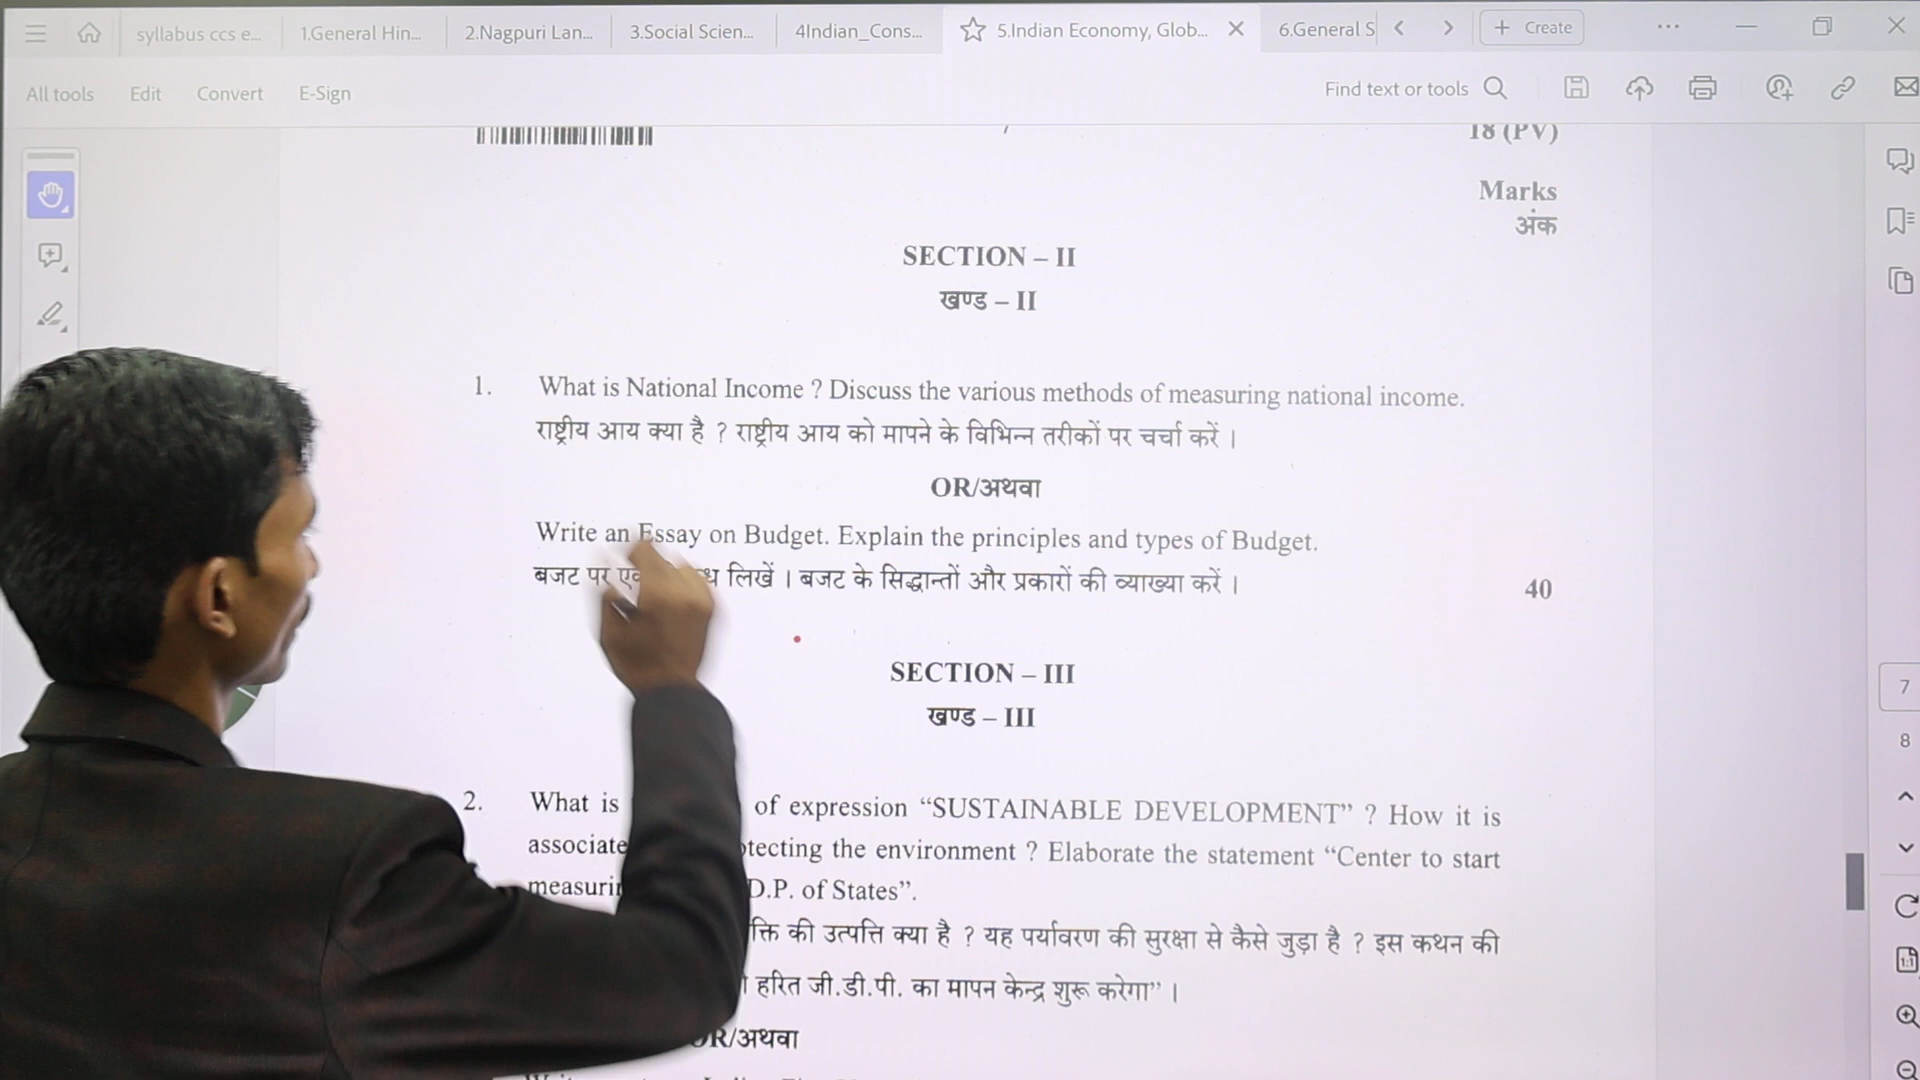 syllabus ccs e...
1.General Hin...
2.Nagpuri Lan...
3.Social Scien...
4Indian_Cons...
5.Indian Economy, Glob...
6.General S
Create
All tools
Edit
Convert
E-Sign
Find text or tools
18 (PV)
Marks
अंक
SECTION – II
खण्ड – II
1. What is National Income ? Discuss the various methods of measuring national income.
राष्ट्रीय आय क्या है ? राष्ट्रीय आय को मापने के विभिन्न तरीकों पर चर्चा करें ।
OR/अथवा
Write an Essay on Budget. Explain the principles and types of Budget.
बजट पर लिखें । बजट के सिद्धान्तों और प्रकारों की व्याख्या करें ।
40
SECTION – III
खण्ड – III
2. What is of expression “SUSTAINABLE DEVELOPMENT” ? How it is
the environment ? Elaborate the statement “Center to start
of States”.
की उत्पत्ति क्या है ? यह पर्यावरण की सुरक्षा से कैसे जुड़ा है ? इस कथन की
हरित जी.डी.पी. का मापन केन्द्र शुरू करेगा” ।
OR/अथवा
7
8
1:1